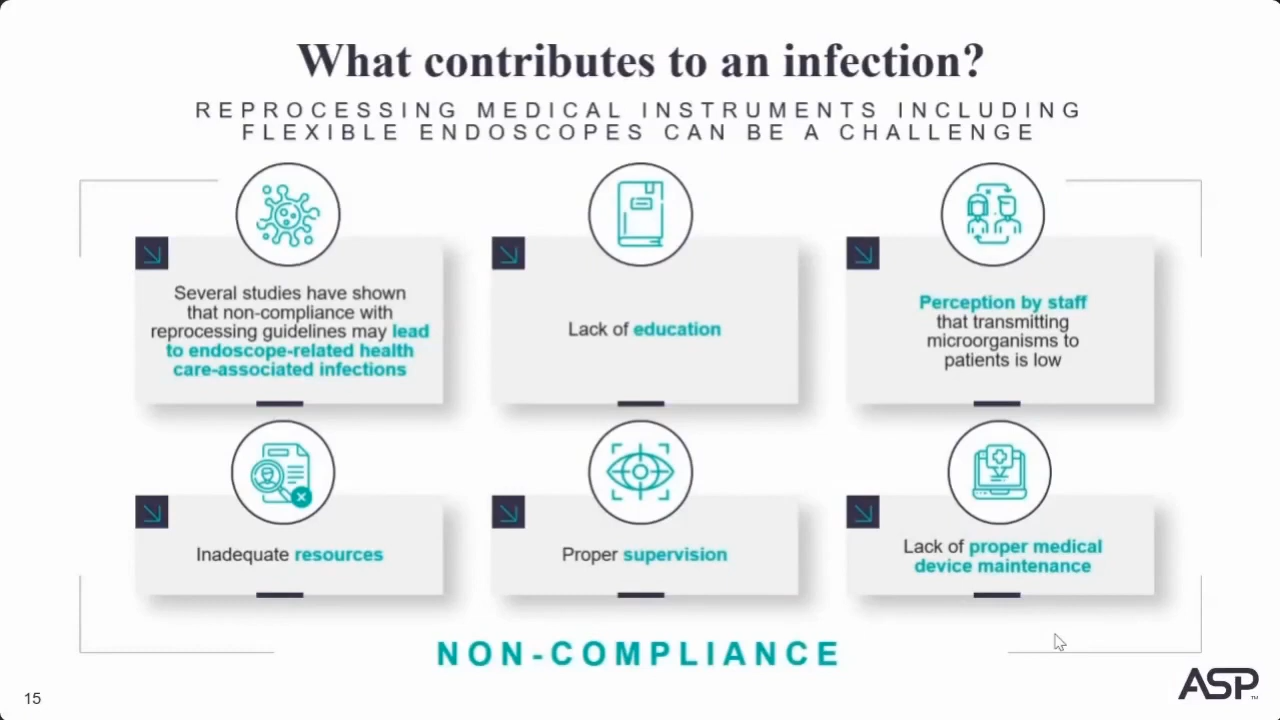 What contributes to an infection?
REPROCESSING MEDICAL INSTRUMENTS INCLUDING
FLEXIBLE ENDOSCOPES CAN BE A CHALLENGE
Several studies have shown
that non-compliance with
reprocessing guidelines may lead
to endoscope-related health
care-associated infections
Lack of education
Perception by staff
that transmitting
microorganisms to
patients is low
Inadequate resources
Proper supervision
Lack of proper medical
device maintenance
NON-COMPLIANCE
15
ASP™